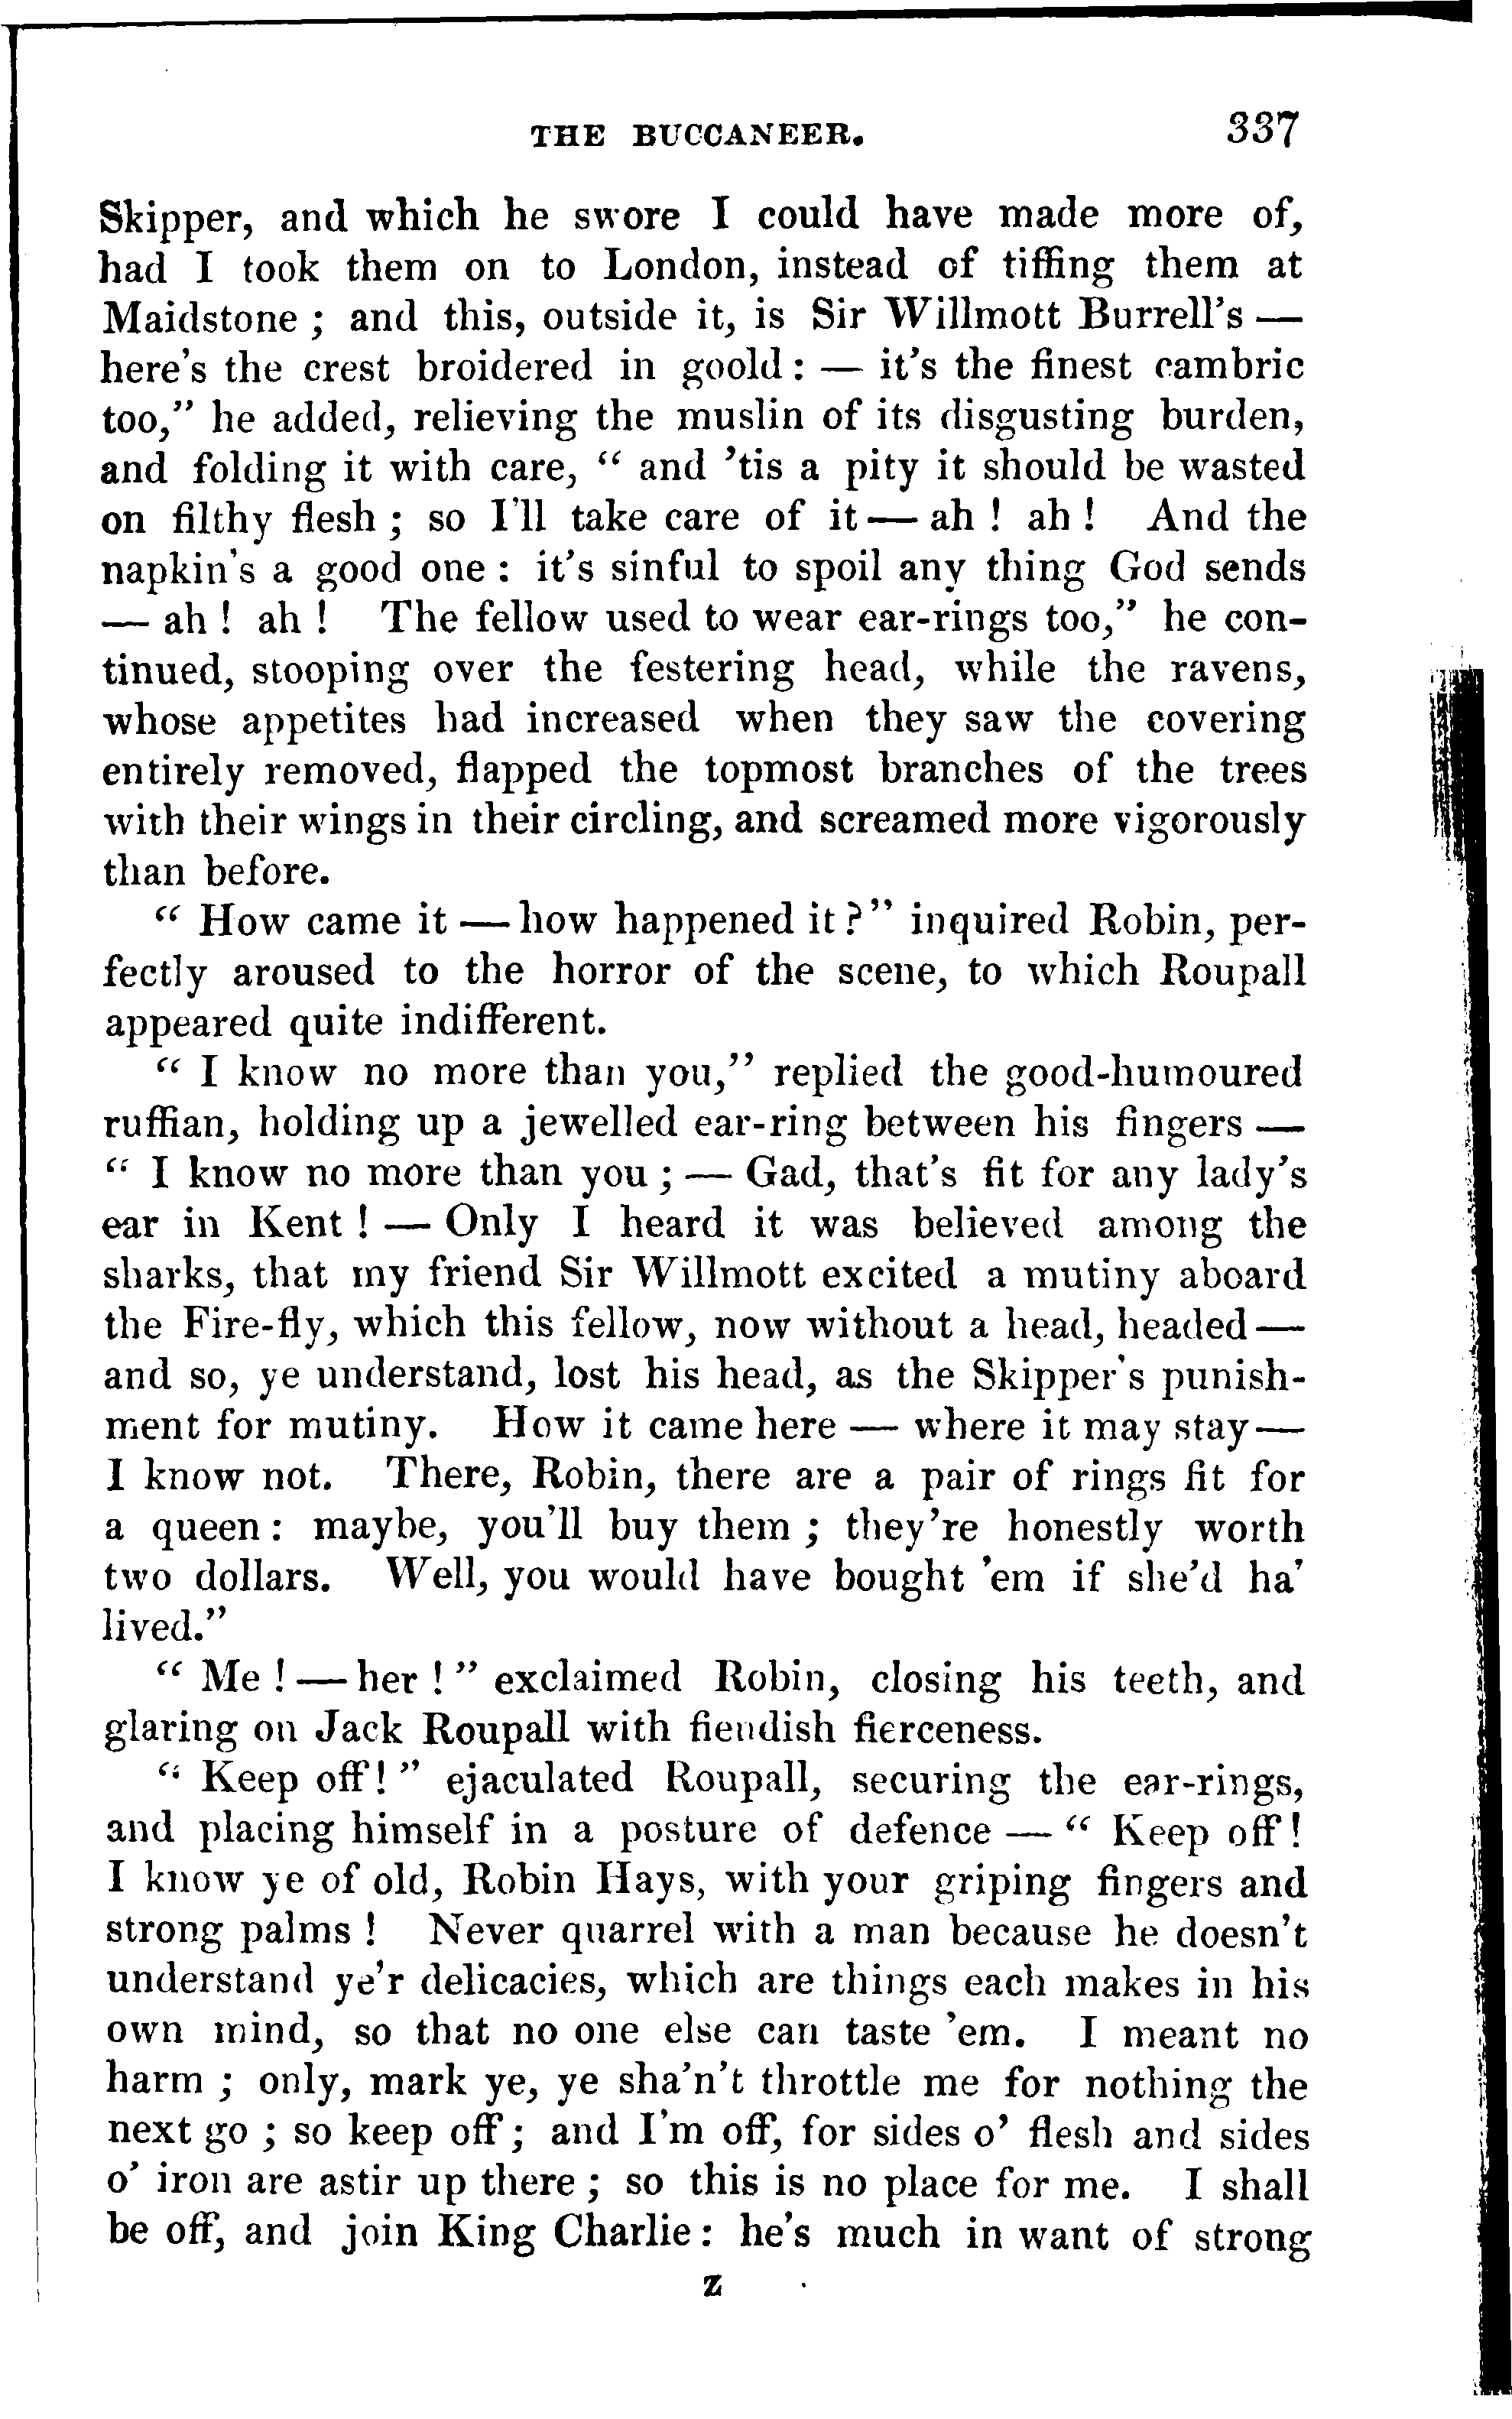 THE BUCCANEER. 337
Skipper, and which he swore I could have made more of,
had I took them on to London, instead of tiffing them at
Maidstone ; and this, outside it, is Sir Willmott Burrell's —
here's the crest broidered in goold : — it's the finest cambric
too," he added, relieving the muslin of its disgusting burden,
and folding it with care, " and 'tis a pity it should be wasted
on filthy flesh ; so I'll take care of it — ah ! ah ! And the
napkin's a good one : it's sinful to spoil any thing God sends
— ah ! ah ! The fellow used to wear ear-rings too," he con-
tinued, stooping over the festering head, while the ravens,
whose appetites had increased when they saw the covering
entirely removed, flapped the topmost branches of the trees
with their wings in their circling, and screamed more vigorously
than before.
" How came it — how happened it ? " inquired Robin, per-
fectly aroused to the horror of the scene, to which Roupall
appeared quite indifferent.
" I know no more than you," replied the good-humoured
ruffian, holding up a jewelled ear-ring between his fingers —
" I know no more than you ; — Gad, that's fit for any lady's
ear in Kent ! — Only I heard it was believed among the
sharks, that my friend Sir Willmott excited a mutiny aboard
the Fire-fly, which this fellow, now without a head, headed —
and so, ye understand, lost his head, as the Skipper's punish-
ment for mutiny. How it came here — where it may stay —
I know not. There, Robin, there are a pair of rings fit for
a queen : maybe, you'll buy them ; they're honestly worth
two dollars. Well, you would have bought 'em if she'd ha'
lived."
" Me ! — her ! " exclaimed Robin, closing his teeth, and
glaring on Jack Roupall with fiendish fierceness.
" Keep off! " ejaculated Roupall, securing the ear-rings,
and placing himself in a posture of defence — " Keep off!
I know ye of old, Robin Hays, with your griping fingers and
strong palms ! Never quarrel with a man because he doesn't
understand ye'r delicacies, which are things each makes in his
own mind, so that no one else can taste 'em. I meant no
harm ; only, mark ye, ye sha'n't throttle me for nothing the
next go ; so keep off ; and I'm off, for sides o' flesh and sides
o' iron are astir up there ; so this is no place for me. I shall
be off, and join King Charlie : he's much in want of strong
Z